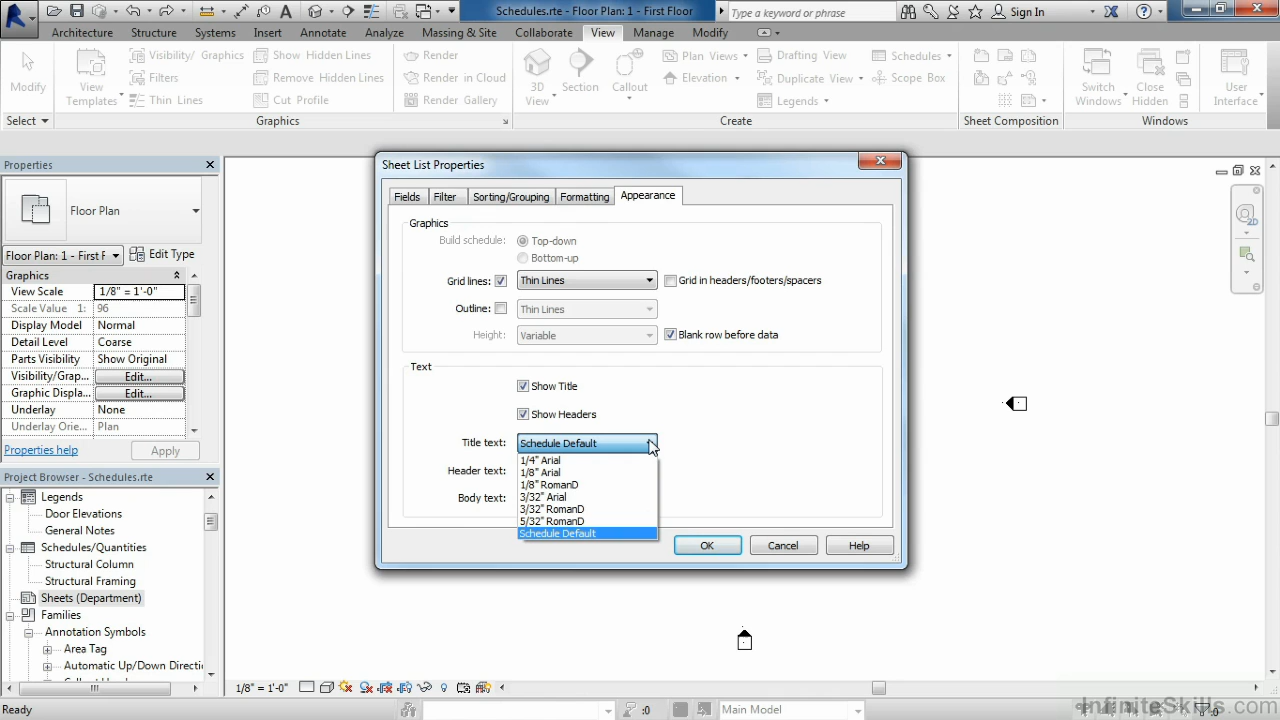 Schedules.rte - Floor Plan: 1 - First Floor
Type a keyword or phrase
Sign In
Architecture
Structure
Systems
Insert
Annotate
Analyze
Massing & Site
Collaborate
View
Manage
Modify
Modify
View Templates
Visibility/ Graphics
Filters
Thin Lines
Show Hidden Lines
Remove Hidden Lines
Cut Profile
Render
Render in Cloud
Render Gallery
3D View
Section
Callout
Plan Views
Elevation
Drafting View
Duplicate View
Legends
Schedules
Scope Box
Switch Windows
Close Hidden
User Interface
Select
Graphics
Create
Sheet Composition
Windows
Properties
Floor Plan
Floor Plan: 1 - First F
Edit Type
Graphics
View Scale
1/8" = 1'-0"
Scale Value 1:
96
Display Model
Normal
Detail Level
Coarse
Parts Visibility
Show Original
Visibility/Grap...
Edit...
Graphic Displa...
Edit...
Underlay
None
Underlay Orie...
Plan
Properties help
Apply
Project Browser - Schedules.rte
Legends
Door Elevations
General Notes
Schedules/Quantities
Structural Column
Structural Framing
Sheets (Department)
Families
Annotation Symbols
Area Tag
Automatic Up/Down Directi
Sheet List Properties
Fields
Filter
Sorting/Grouping
Formatting
Appearance
Graphics
Build schedule:
Top-down
Bottom-up
Grid lines:
Thin Lines
Grid in headers/footers/spacers
Outline:
Thin Lines
Height:
Variable
Blank row before data
Text
Show Title
Show Headers
Title text:
Schedule Default
1/4" Arial
1/8" Arial
1/8" RomanD
3/32" Arial
3/32" RomanD
5/32" RomanD
Schedule Default
Header text:
Body text:
OK
Cancel
Help
2D
1/8" = 1'-0"
Ready
:0
Main Model
:0
InfiniteSkills.com